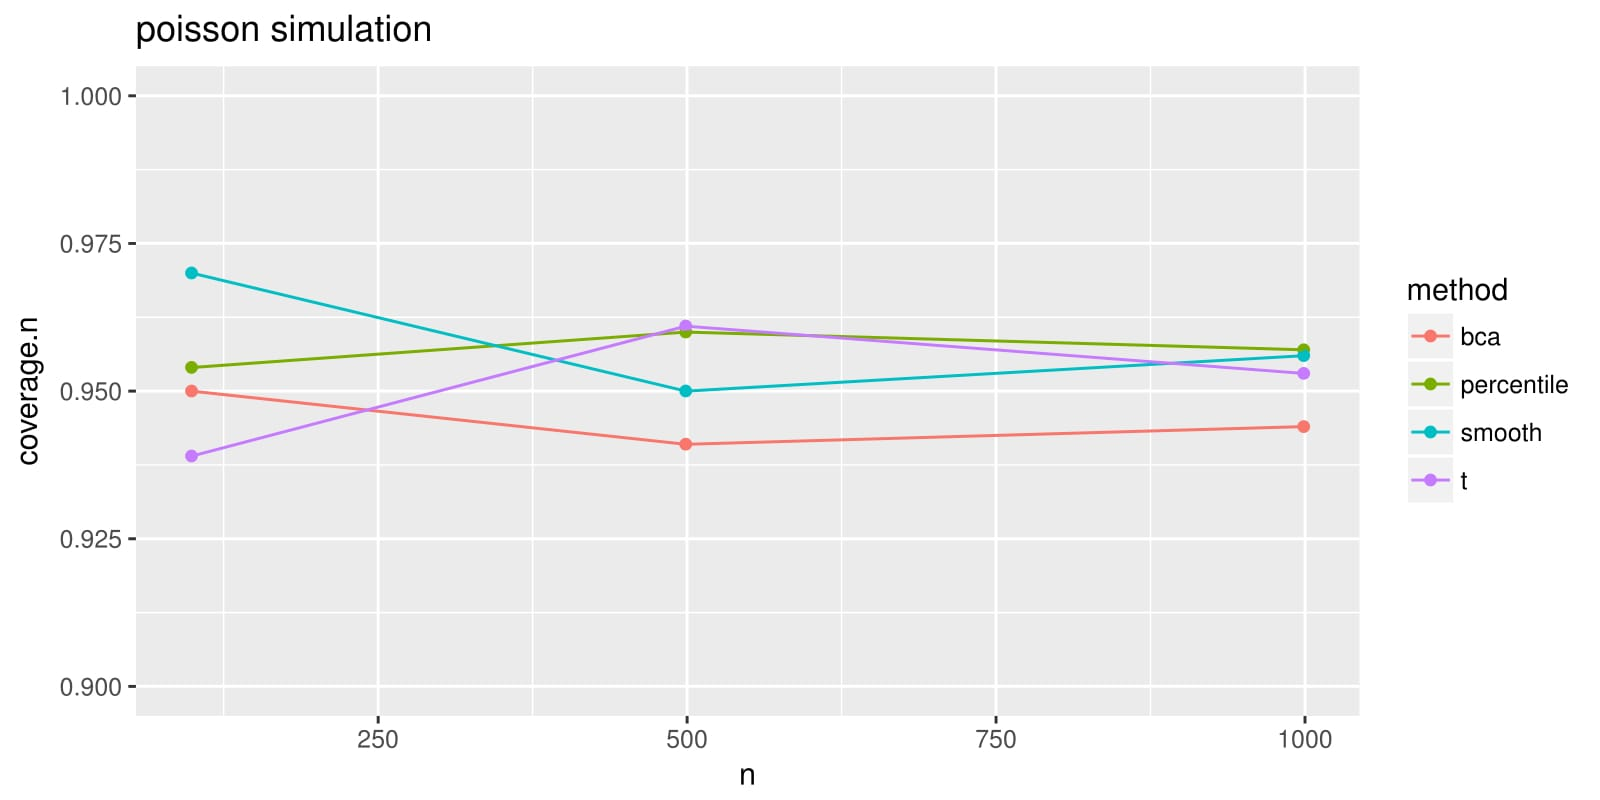 poisson simulation
1.000
0.975
0.950
0.925
0.900
coverage.n
250 500 750 1000
n
method
bca
percentile
smooth
t